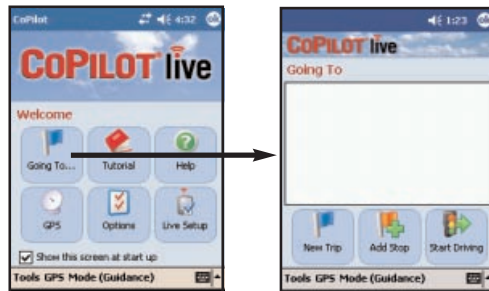 CoPilot 4:32 ok
COPILOT live
Welcome
Going To... Tutorial Help
GPS Options Live Setup
Show this screen at start up
Tools GPS Mode (Guidance)
1:23 ok
COPILOT live
Going To
New Trip Add Stop Start Driving
Tools GPS Mode (Guidance)